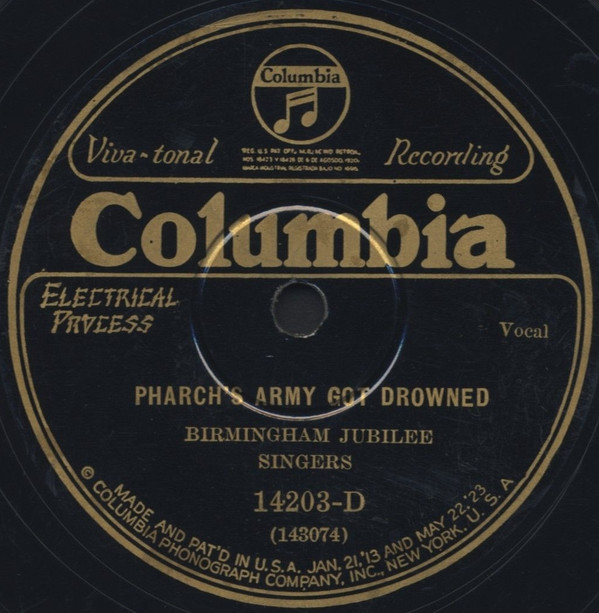 Columbia
Viva-tonal Recording
Columbia
ELECTRICAL
PROCESS
Vocal
PHARCH'S ARMY GOT DROWNED
BIRMINGHAM JUBILEE
SINGERS
14203-D
(143074)
MADE AND PAT'D IN U.S.A. JAN. 21,'13 AND MAY 22,'23
© COLUMBIA PHONOGRAPH COMPANY, INC., NEW YORK, U. S. A